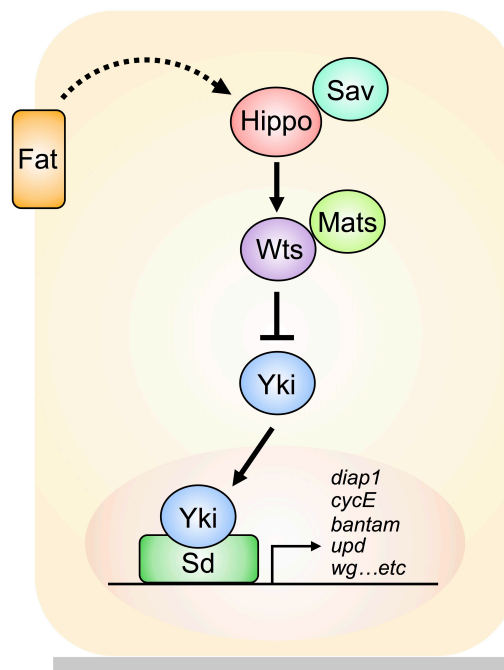 Sav
Hippo
Fat
Mats
Wts
Yki
diap1
cycE
Yki
bantam
upd
Sd
wg...etc